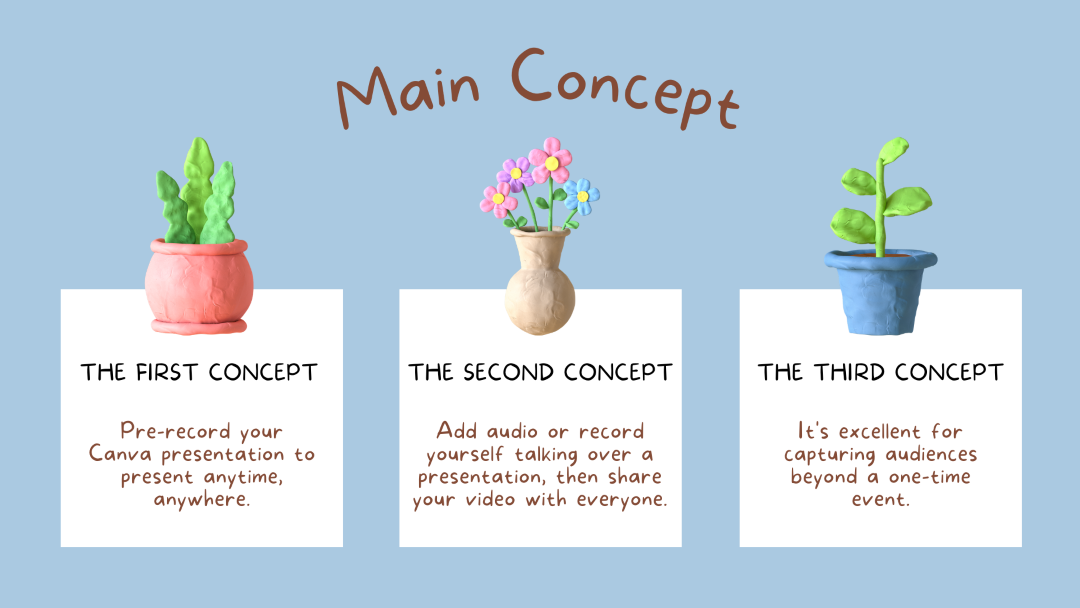 Main Concept
THE FIRST CONCEPT
Pre-record your
Canva presentation to
present anytime,
anywhere.
THE SECOND CONCEPT
Add audio or record
yourself talking over a
presentation, then share
your video with everyone.
THE THIRD CONCEPT
It's excellent for
capturing audiences
beyond a one-time
event.